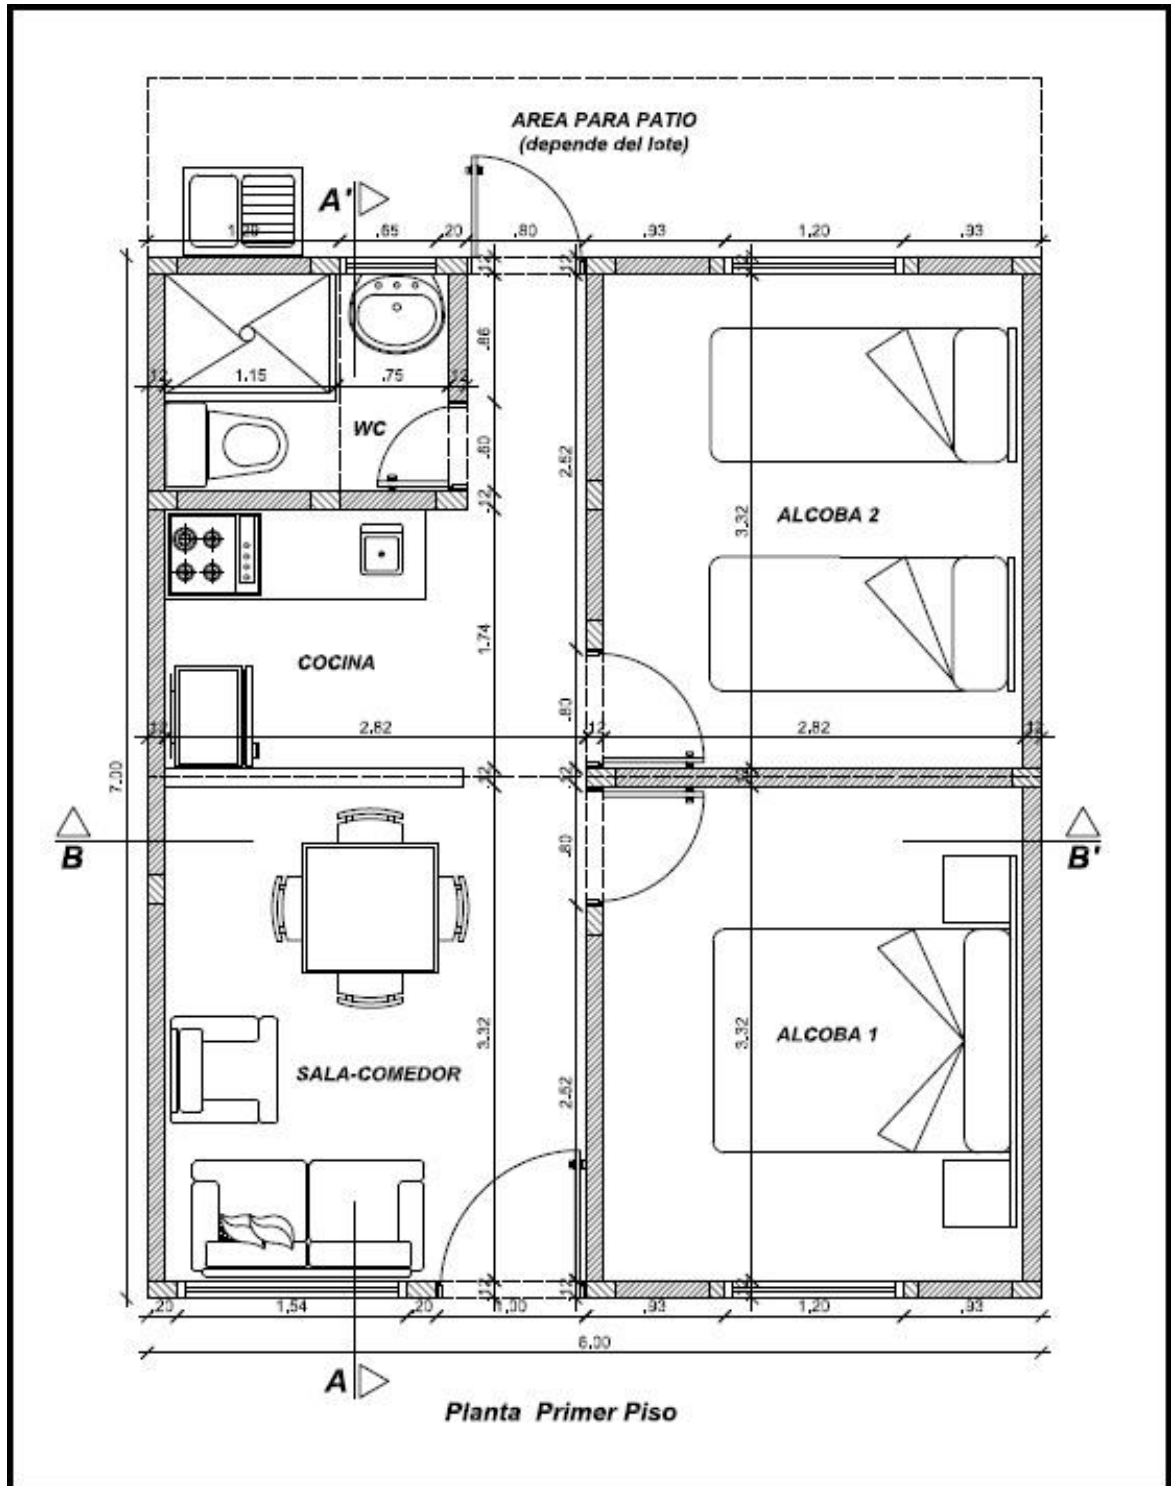 AREA PARA PATIO
(depende del lote)
A'
1.20 .65 .20 .80 .93 1.20 .93
.12 .12 .12
.86
.12 1.15 .75 .12
WC
.60
2.52
.12
3.32
ALCOBA 2
1.74
COCINA
.80
.12 2.82 .12 2.82 .12
7.00
.12 .12 .12
B
.80
B'
3.32
3.32
ALCOBA 1
SALA-COMEDOR
2.52
.12 .12
.20 1.54 .20 1.00 .93 1.20 .93
6.00
A
Planta Primer Piso